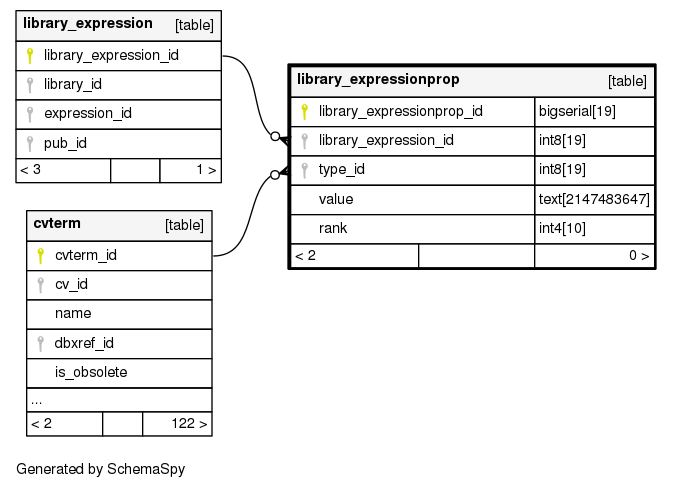 library_expression [table]
library_expression_id
library_id
expression_id
pub_id
< 3 1 >
library_expressionprop [table]
library_expressionprop_id bigserial[19]
library_expression_id int8[19]
type_id int8[19]
value text[2147483647]
rank int4[10]
< 2 0 >
cvterm [table]
cvterm_id
cv_id
name
dbxref_id
is_obsolete
...
< 2 122 >
Generated by SchemaSpy